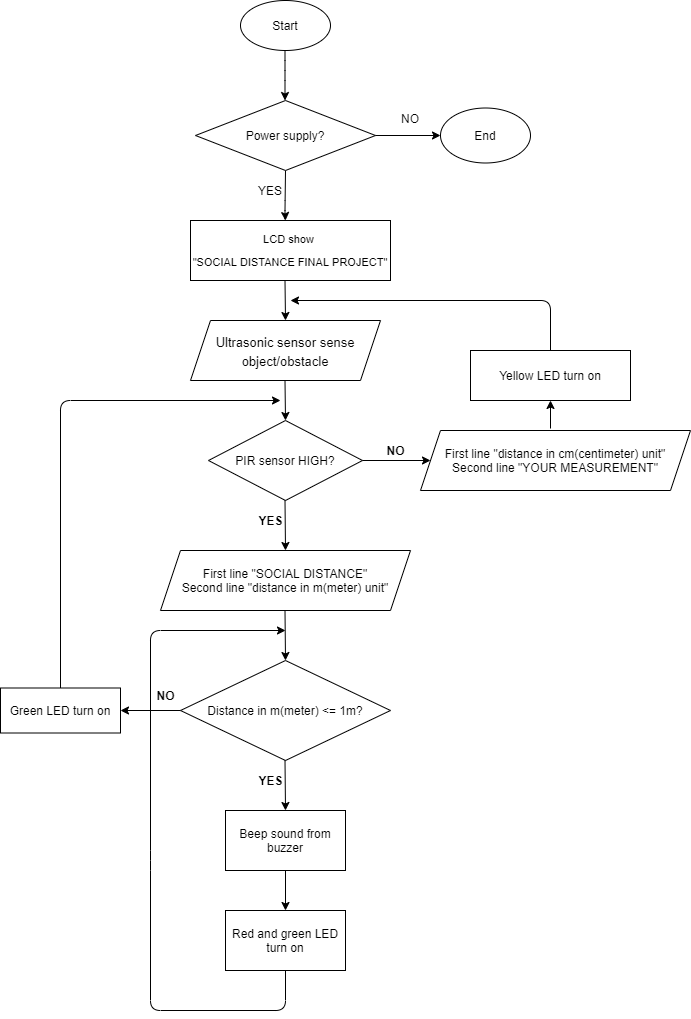 Start
Power supply?
NO
End
YES
LCD show
"SOCIAL DISTANCE FINAL PROJECT"
Ultrasonic sensor sense
object/obstacle
Yellow LED turn on
PIR sensor HIGH?
NO
First line "distance in cm(centimeter) unit"
Second line "YOUR MEASUREMENT"
YES
First line "SOCIAL DISTANCE"
Second line "distance in m(meter) unit"
Distance in m(meter) <= 1m?
NO
Green LED turn on
YES
Beep sound from
buzzer
Red and green LED
turn on